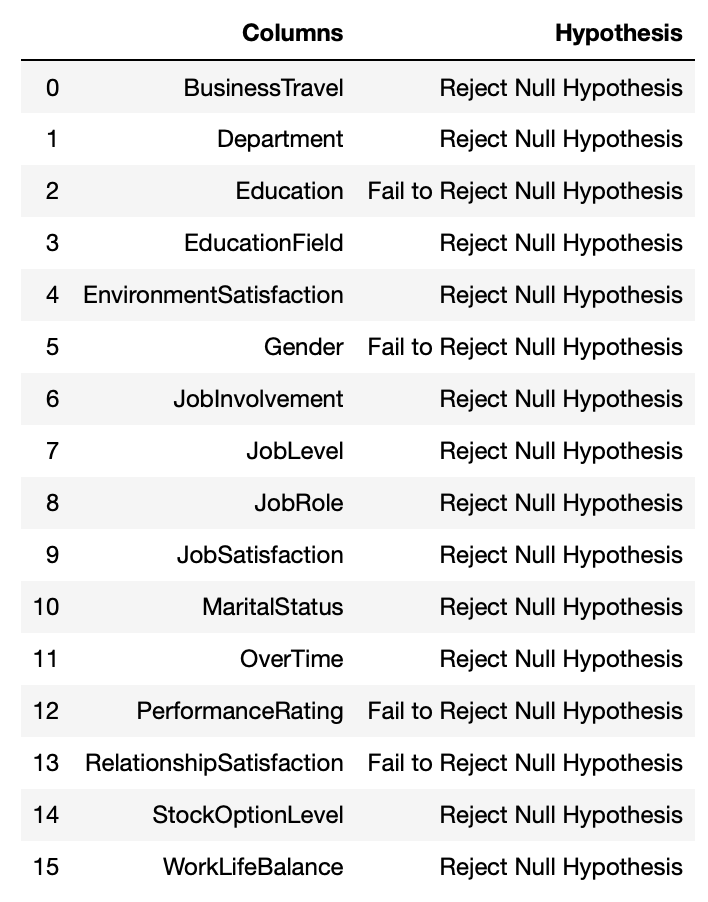 Columns Hypothesis
0 BusinessTravel Reject Null Hypothesis
1 Department Reject Null Hypothesis
2 Education Fail to Reject Null Hypothesis
3 EducationField Reject Null Hypothesis
4 EnvironmentSatisfaction Reject Null Hypothesis
5 Gender Fail to Reject Null Hypothesis
6 JobInvolvement Reject Null Hypothesis
7 JobLevel Reject Null Hypothesis
8 JobRole Reject Null Hypothesis
9 JobSatisfaction Reject Null Hypothesis
10 MaritalStatus Reject Null Hypothesis
11 OverTime Reject Null Hypothesis
12 PerformanceRating Fail to Reject Null Hypothesis
13 RelationshipSatisfaction Fail to Reject Null Hypothesis
14 StockOptionLevel Reject Null Hypothesis
15 WorkLifeBalance Reject Null Hypothesis